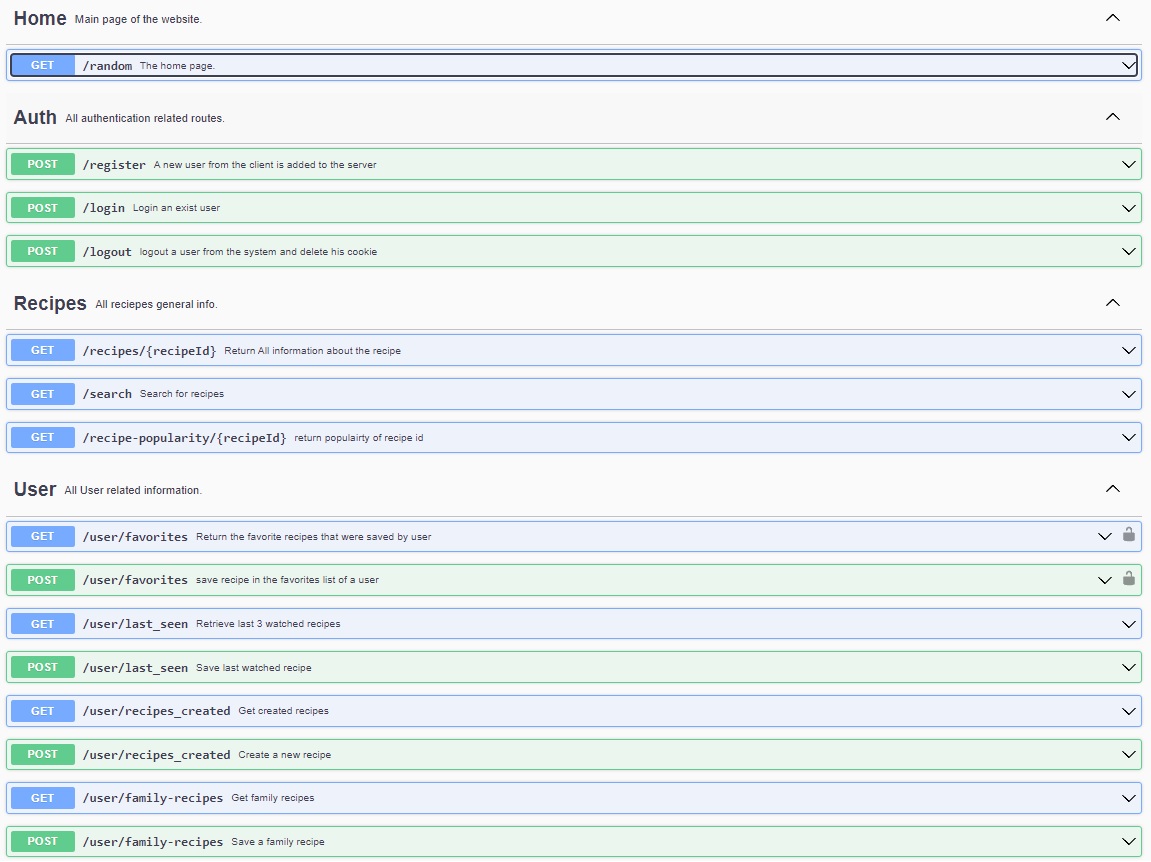 Home Main page of the website.
GET /random The home page.
Auth All authentication related routes.
POST /register A new user from the client is added to the server
POST /login Login an exist user
POST /logout logout a user from the system and delete his cookie
Recipes All reciepes general info.
GET /recipes/{recipeId} Return All information about the recipe
GET /search Search for recipes
GET /recipe-popularity/{recipeId} return populairty of recipe id
User All User related information.
GET /user/favorites Return the favorite recipes that were saved by user
POST /user/favorites save recipe in the favorites list of a user
GET /user/last_seen Retrieve last 3 watched recipes
POST /user/last_seen Save last watched recipe
GET /user/recipes_created Get created recipes
POST /user/recipes_created Create a new recipe
GET /user/family-recipes Get family recipes
POST /user/family-recipes Save a family recipe